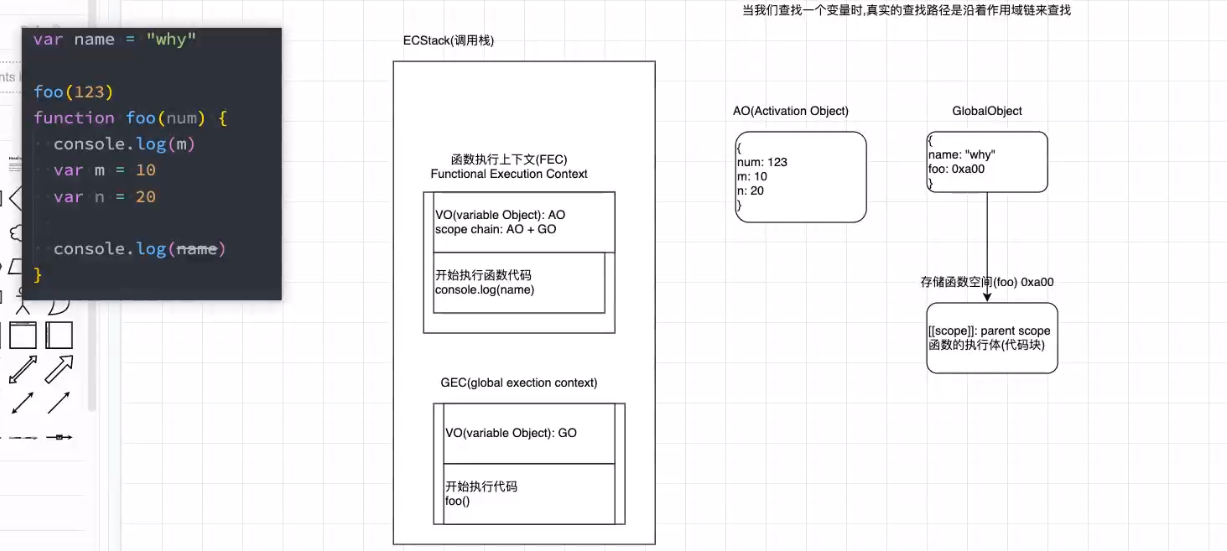 当我们查找一个变量时,真实的查找路径是沿着作用域链来查找
var name = "why"
foo(123)
function foo(num) {
console.log(m)
var m = 10
var n = 20
console.log(name)
}
ECStack(调用栈)
函数执行上下文(FEC)
Functional Execution Context
VO(variable Object): AO
scope chain: AO + GO
开始执行函数代码
console.log(name)
GEC(global exection context)
VO(variable Object): GO
开始执行代码
foo()
AO(Activation Object)
{
num: 123
m: 10
n: 20
}
GlobalObject
{
name: "why"
foo: 0xa00
}
存储函数空间(foo) 0xa00
[[scope]]: parent scope
函数的执行体(代码块)